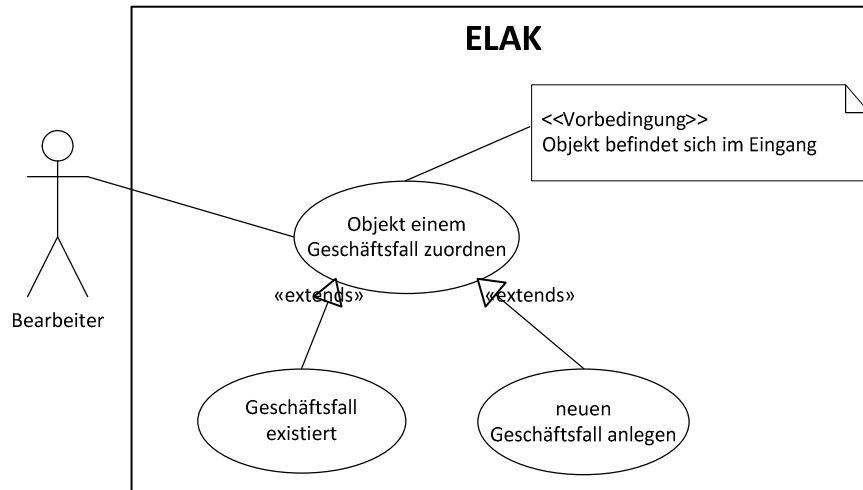 ELAK
<<Vorbedingung>>
Objekt befindet sich im Eingang
Objekt einem
Geschäftsfall zuordnen
«extends»
«extends»
Bearbeiter
Geschäftsfall
existiert
neuen
Geschäftsfall anlegen